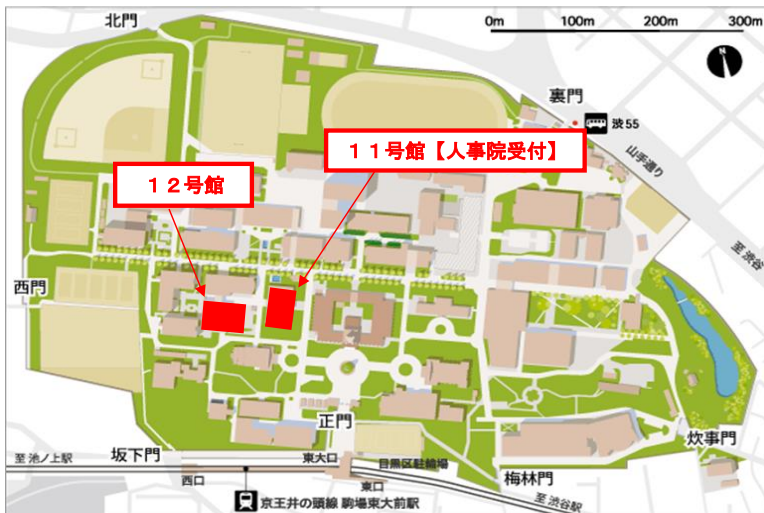 北門
0m 100m 200m 300m
N
裏門
渋55
山手通り
11号館【人事院受付】
12号館
至 渋谷
西門
正門
炊事門
坂下門
東大口
目黒区駐輪場
至 池ノ上駅
西口
東口
梅林門
京王井の頭線 駒場東大前駅
至 渋谷駅